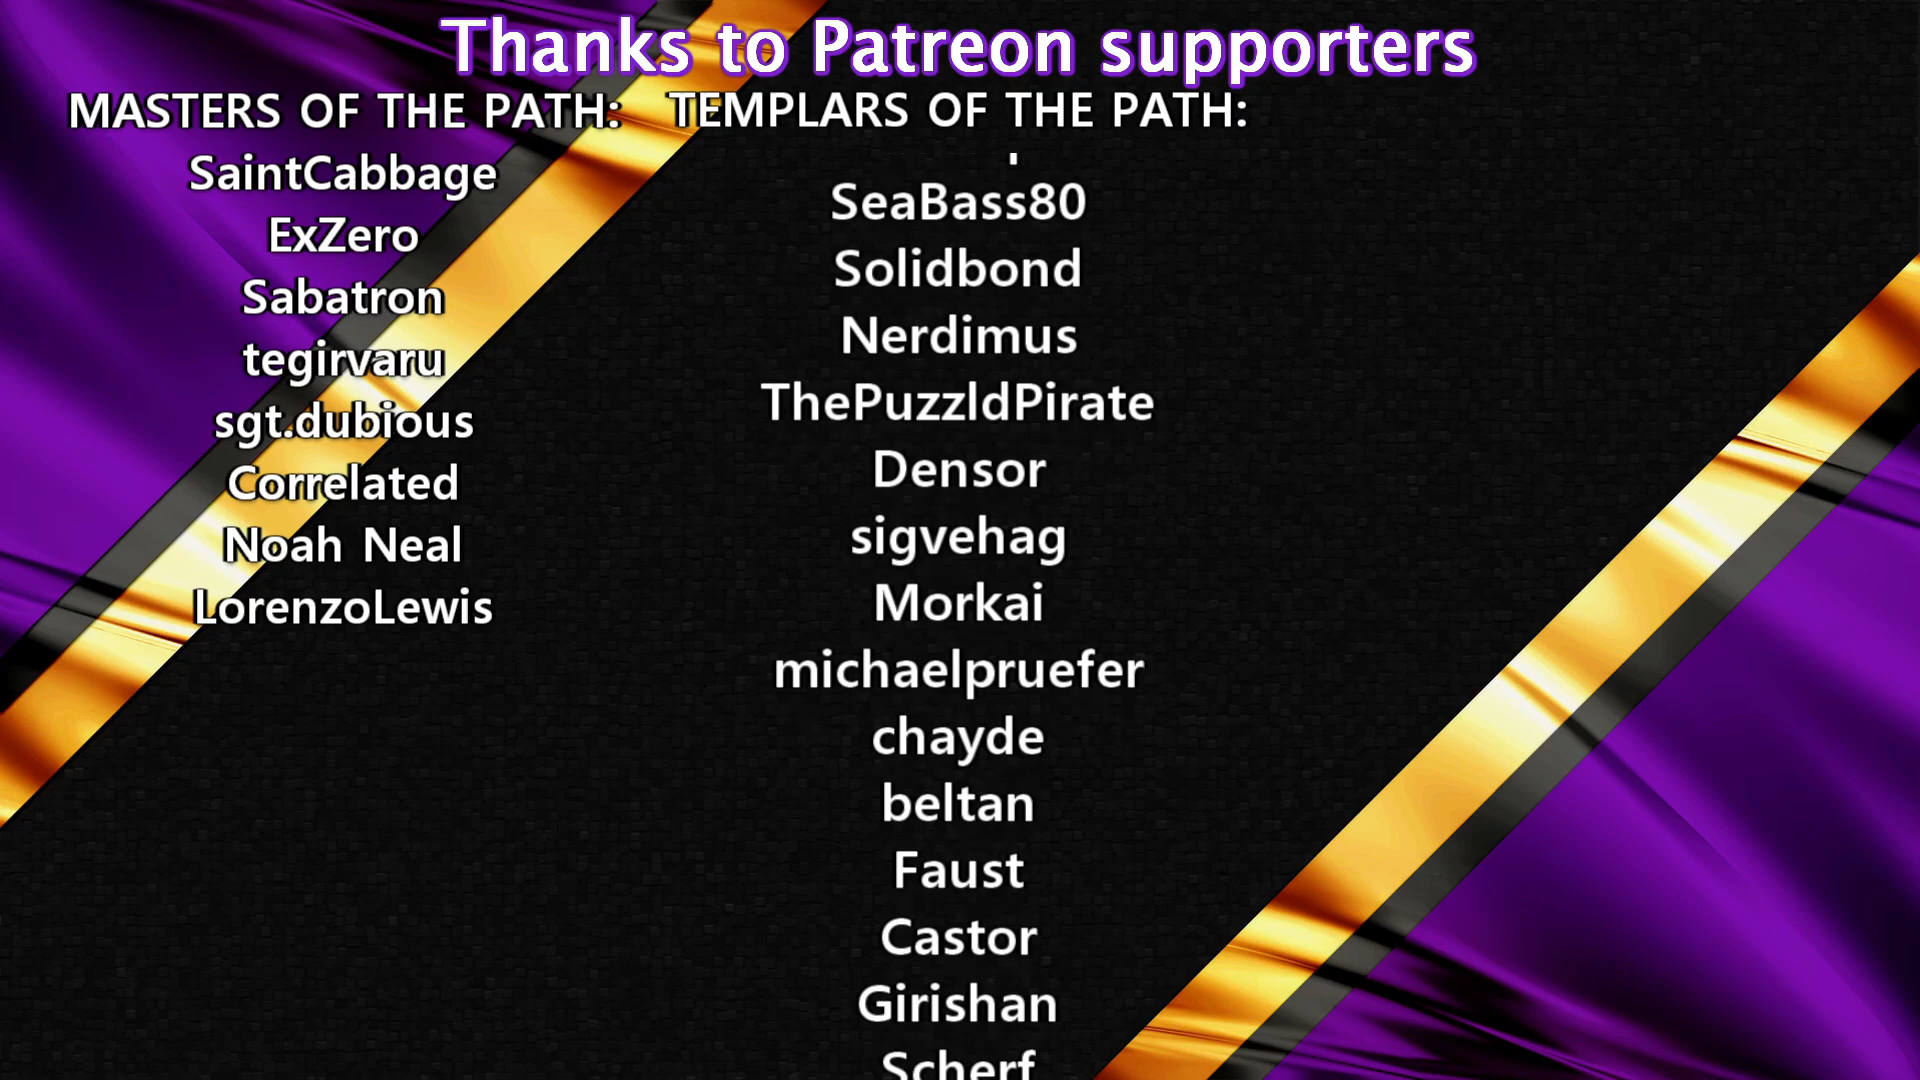 Thanks to Patreon supporters
MASTERS OF THE PATH:
SaintCabbage
ExZero
Sabatron
tegirvaru
sgt.dubious
Correlated
Noah Neal
LorenzoLewis
TEMPLARS OF THE PATH:
SeaBass80
Solidbond
Nerdimus
ThePuzzldPirate
Densor
sigvehag
Morkai
michaelpruefer
chayde
beltan
Faust
Castor
Girishan
Scherf